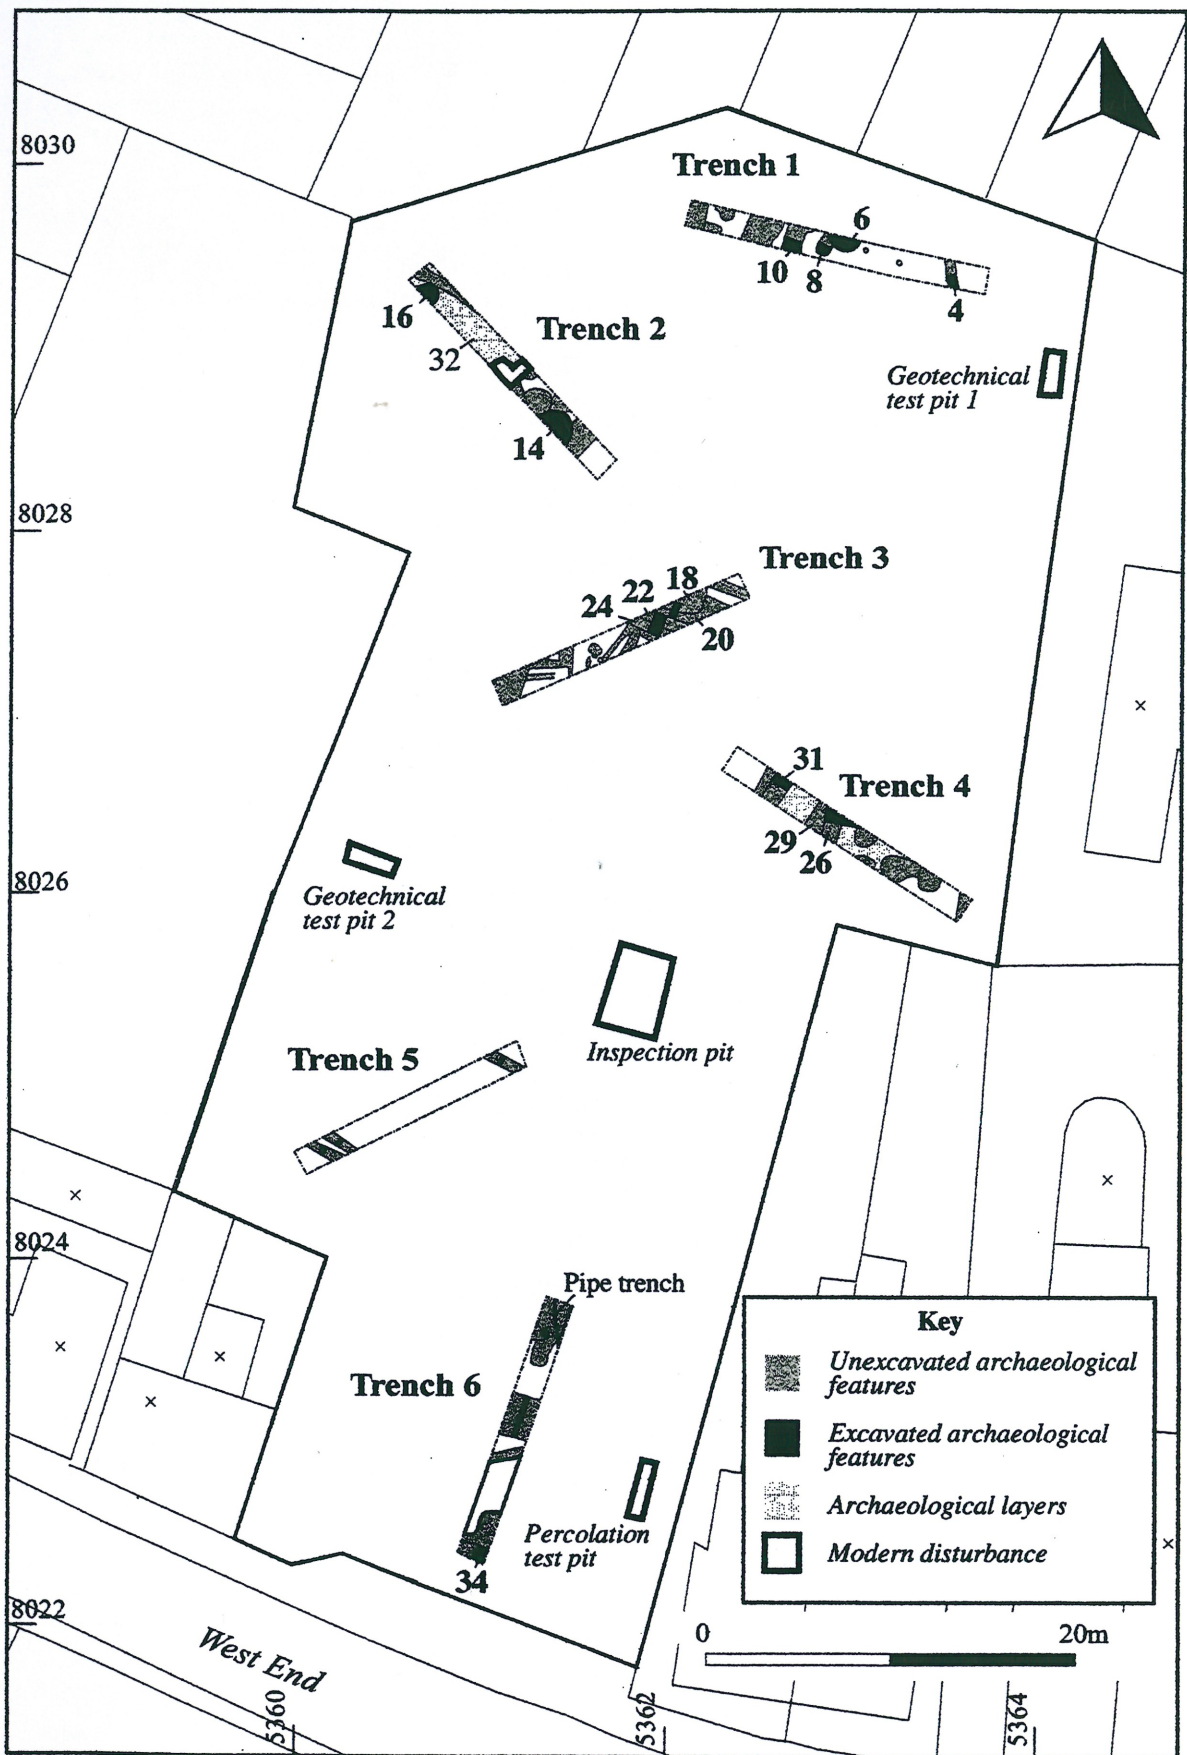 8030
Trench 1
6
10
8
4
16
32
Trench 2
14
Geotechnical
test pit 1
8028
Trench 3
18
22
24
20
31
Trench 4
29
26
8026
Geotechnical
test pit 2
Inspection pit
Trench 5
8024
Pipe trench
Trench 6
Percolation
test pit
34
8022
West End
5360
5362
5364
Key
Unexcavated archaeological
features
Excavated archaeological
features
Archaeological layers
Modern disturbance
0 20m